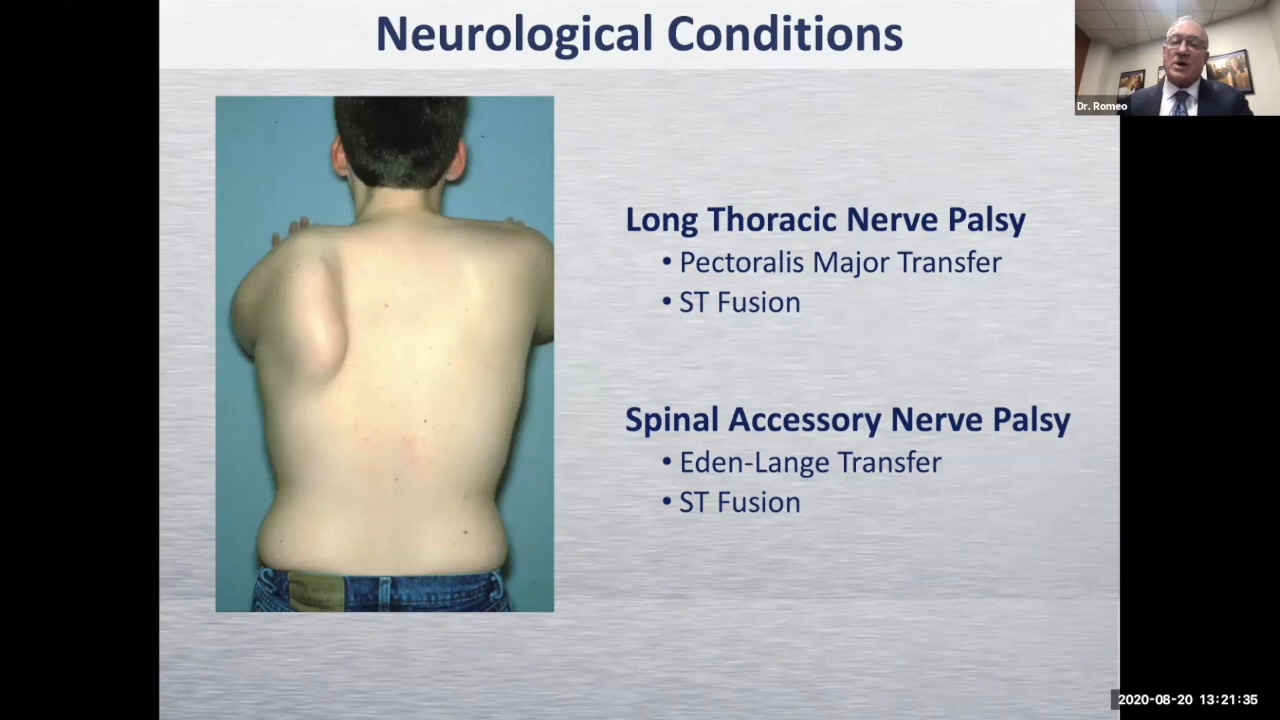 Neurological Conditions
Dr. Romeo
Long Thoracic Nerve Palsy
• Pectoralis Major Transfer
• ST Fusion
Spinal Accessory Nerve Palsy
• Eden-Lange Transfer
• ST Fusion
2020-08-20 13:21:35